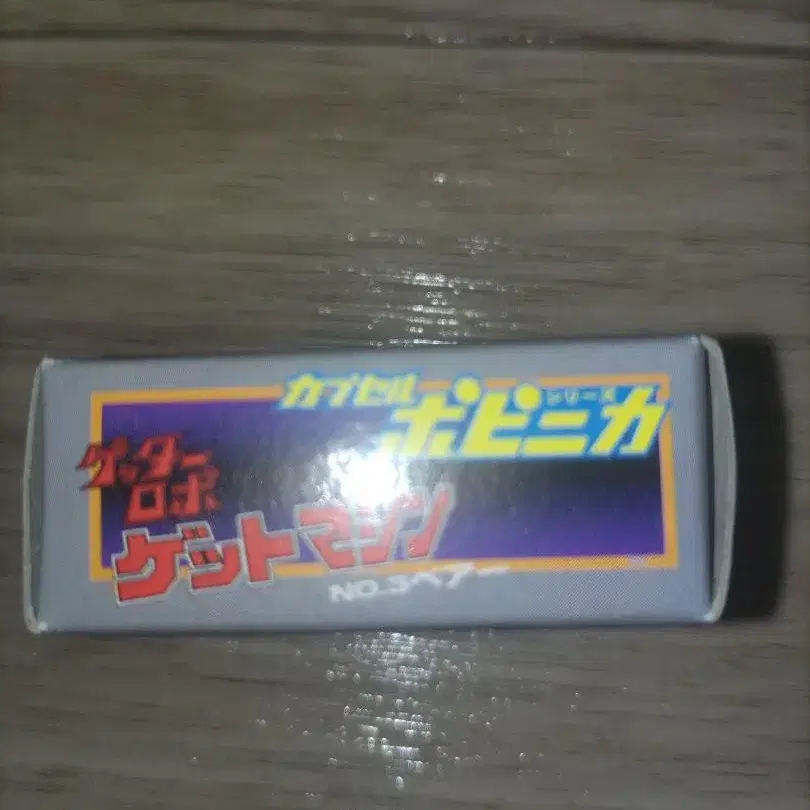 カプセル
ポピニカ
シリーズ
ゲッター
ロボ
ゲットマシン
NO.3ベアー